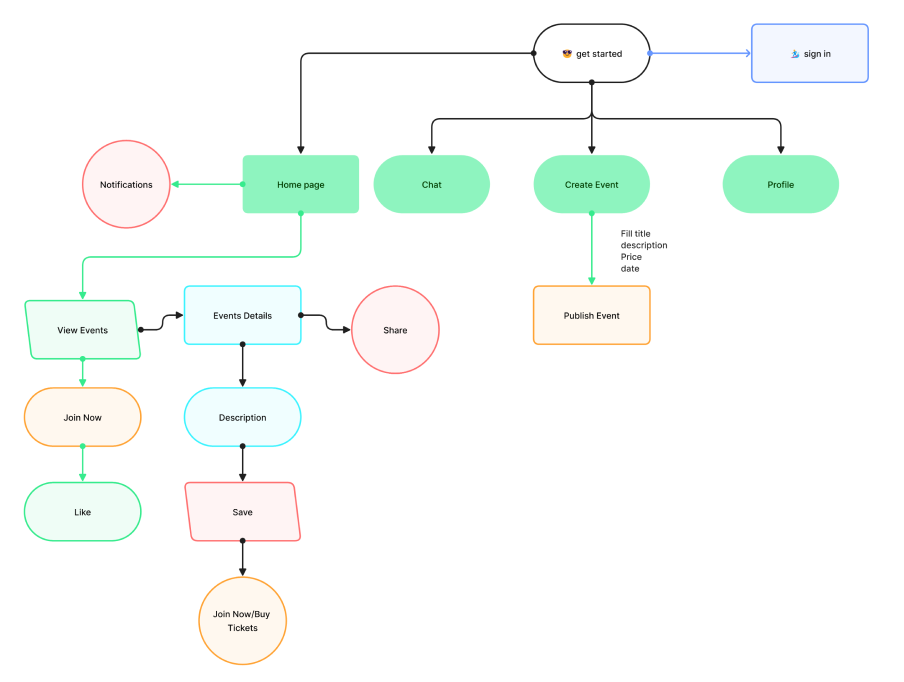 😎 get started
🏄 sign in
Notifications
Home page
Chat
Create Event
Profile
Fill title
description
Price
date
View Events
Events Details
Share
Publish Event
Join Now
Description
Like
Save
Join Now/Buy
Tickets